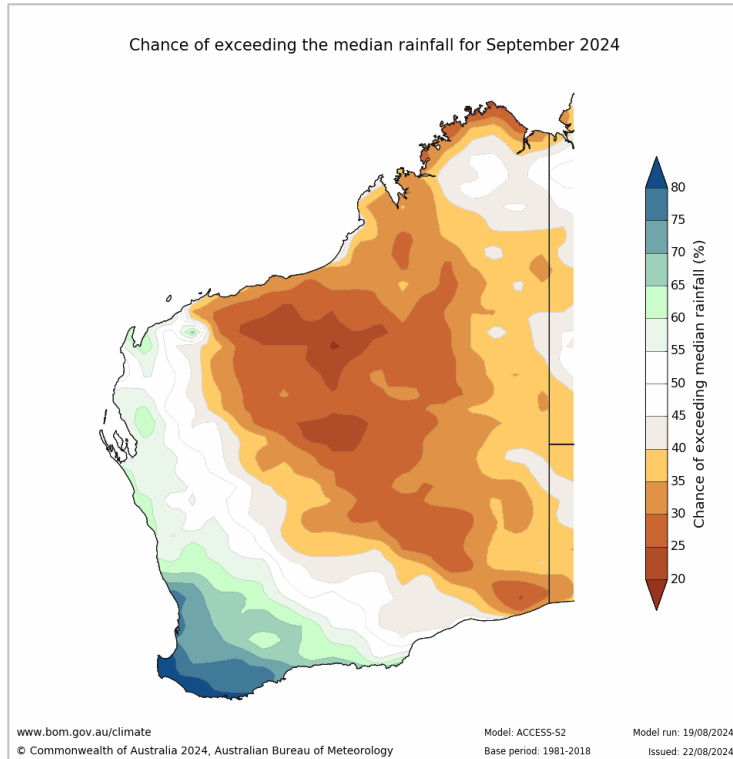 Chance of exceeding the median rainfall for September 2024
80
75
70
65
60
55
50
45
40
35
30
25
20
Chance of exceeding median rainfall (%)
www.bom.gov.au/climate
© Commonwealth of Australia 2024, Australian Bureau of Meteorology
Model: ACCESS-S2
Base period: 1981-2018
Model run: 19/08/2024
Issued: 22/08/2024